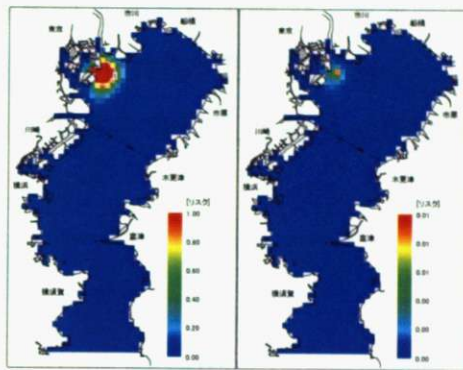 市川
船橋
東京
市原
川崎
木更津
横浜
富津
横須賀
[リスク]
1.00
0.80
0.60
0.40
0.20
0.00
市川
船橋
東京
市原
川崎
木更津
横浜
富津
横須賀
[リスク]
0.01
0.01
0.01
0.00
0.00
0.00